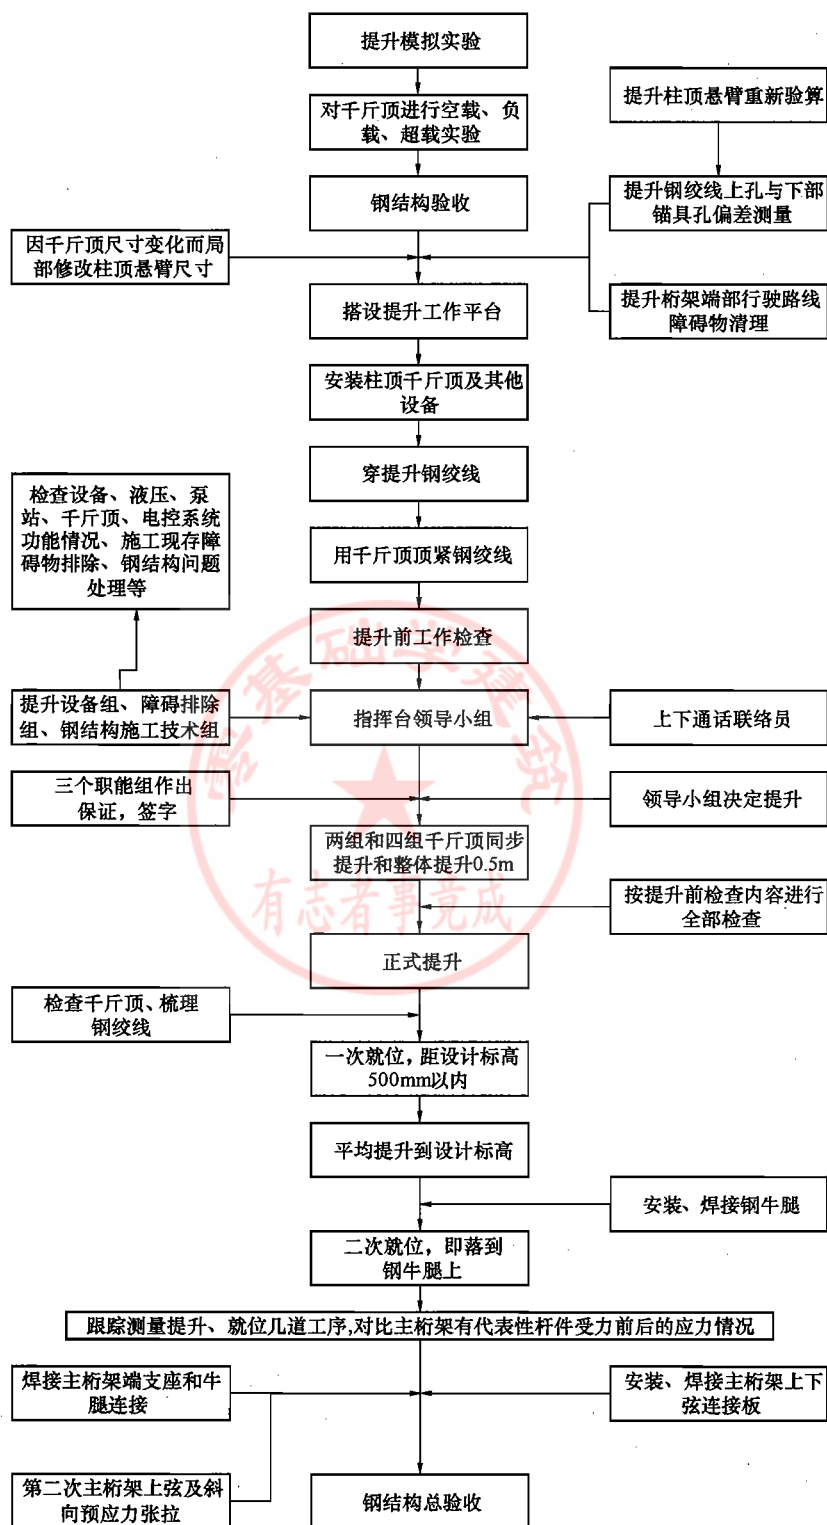 提升模拟实验
提升柱顶悬臂重新验算
对千斤顶进行空载、负
载、超载实验
钢结构验收
提升钢绞线上孔与下部
锚具孔偏差测量
因千斤顶尺寸变化而局
部修改柱顶悬臂尺寸
搭设提升工作平台
提升桁架端部行驶路线
障碍物清理
安装柱顶千斤顶及其他
设备
穿提升钢绞线
检查设备、液压、泵
站、千斤顶、电控系统
功能情况、施工现存障
碍物排除、钢结构问题
处理等
用千斤顶顶紧钢绞线
提升前工作检查
提升设备组、障碍排除
组、钢结构施工技术组
指挥台领导小组
上下通话联络员
三个职能组作出
保证，签字
领导小组决定提升
两组和四组千斤顶同步
提升和整体提升0.5m
按提升前检查内容进行
全部检查
正式提升
检查千斤顶、梳理
钢绞线
一次就位，距设计标高
500mm以内
平均提升到设计标高
安装、焊接钢牛腿
二次就位，即落到
钢牛腿上
跟踪测量提升、就位几道工序,对比主桁架有代表性杆件受力前后的应力情况
焊接主桁架端支座和牛
腿连接
安装、焊接主桁架上下
弦连接板
第二次主桁架上弦及斜
向预应力张拉
钢结构总验收
零基础学建筑
有志者事竟成